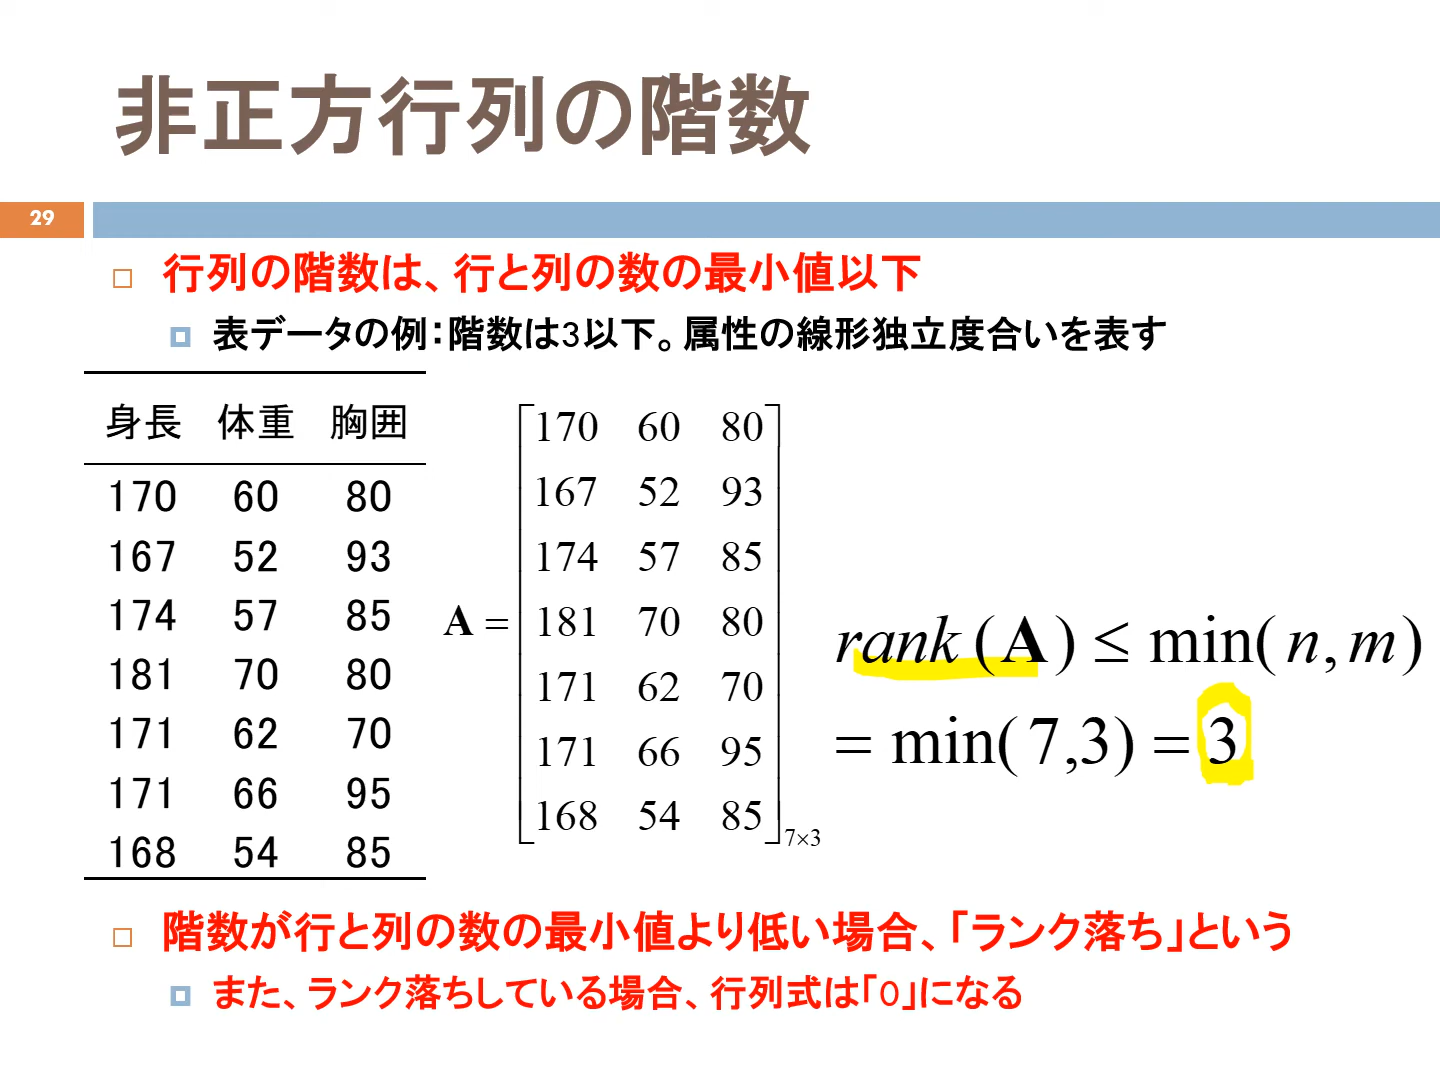 非正方行列の階数
29
行列の階数は、行と列の数の最小値以下
表データの例：階数は3以下。属性の線形独立度合いを表す
身長 体重 胸囲
170 60 80
167 52 93
174 57 85
181 70 80
171 62 70
171 66 95
168 54 85
A =
170 60 80
167 52 93
174 57 85
181 70 80
171 62 70
171 66 95
168 54 85
7×3
rank(A) ≤ min(n,m)
= min(7,3) = 3
階数が行と列の数の最小値より低い場合、「ランク落ち」という
また、ランク落ちしている場合、行列式は「0」になる